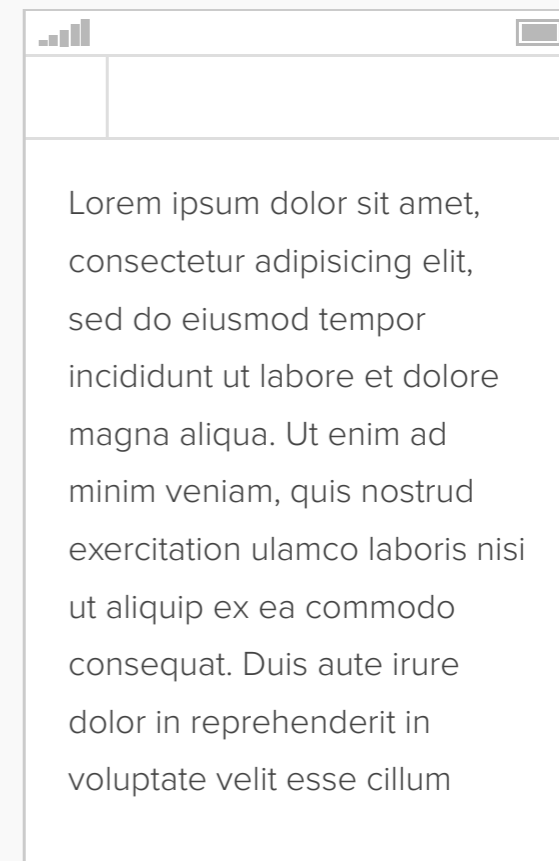 Lorem ipsum dolor sit amet,
consectetur adipisicing elit,
sed do eiusmod tempor
incididunt ut labore et dolore
magna aliqua. Ut enim ad
minim veniam, quis nostrud
exercitation ulamco laboris nisi
ut aliquip ex ea commodo
consequat. Duis aute irure
dolor in reprehenderit in
voluptate velit esse cillum